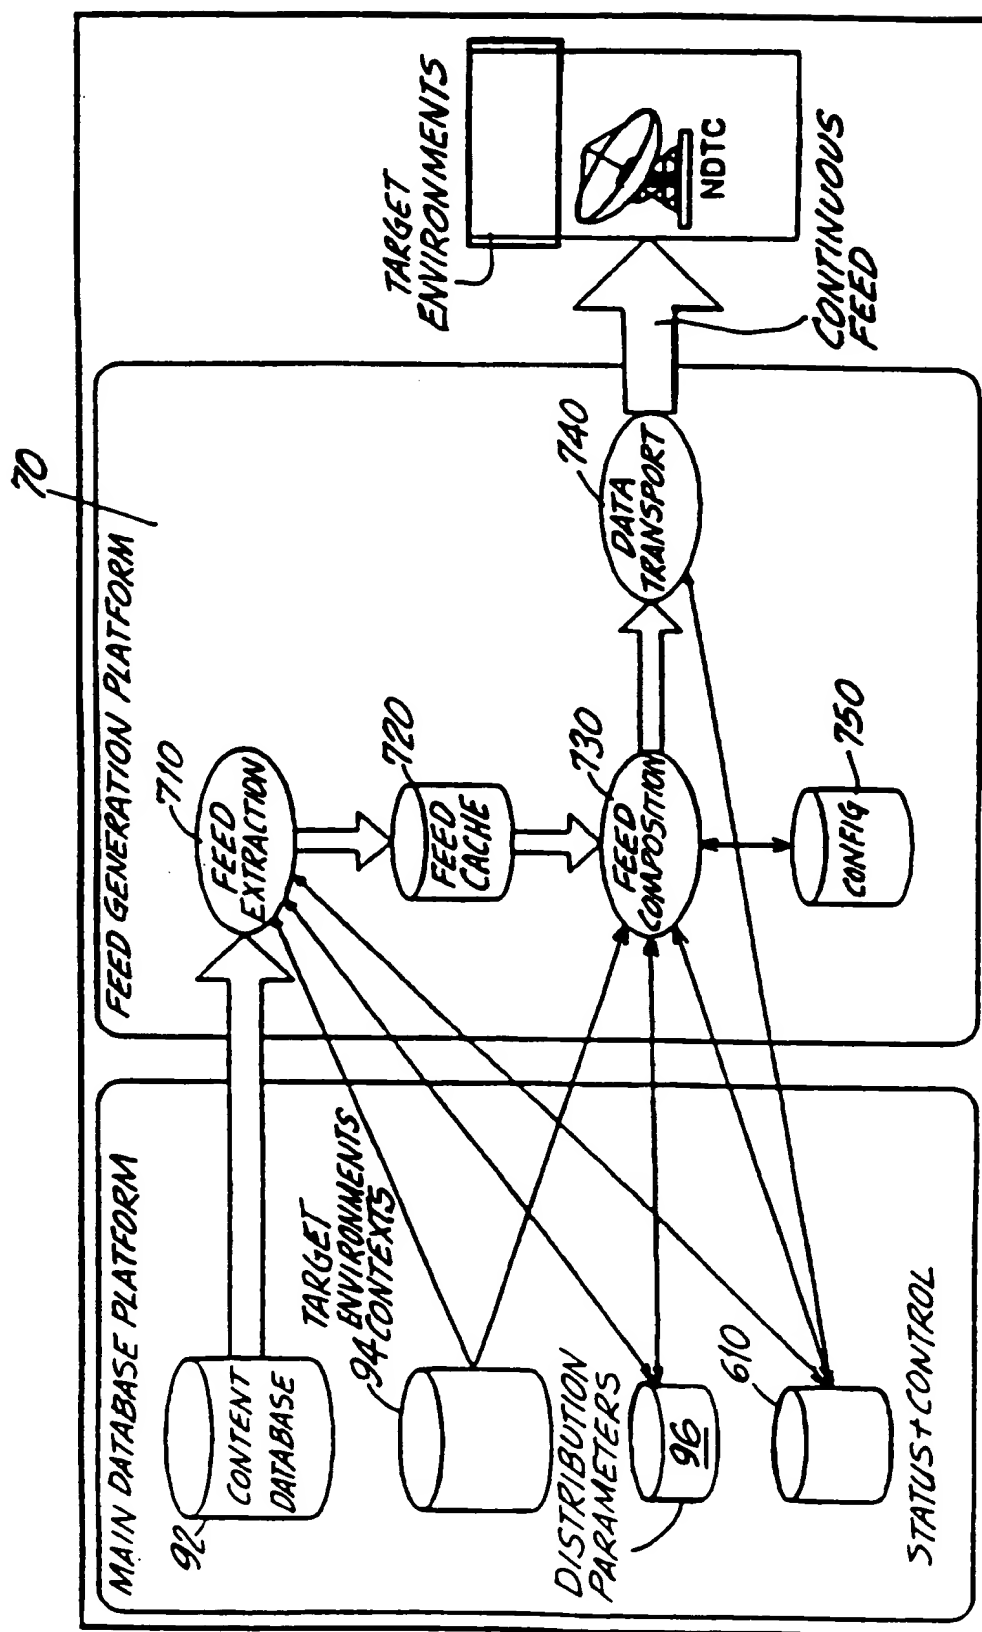 70
MAIN DATABASE PLATFORM
92
CONTENT
DATABASE
TARGET
ENVIRONMENTS
CONTEXTS
94
DISTRIBUTION
PARAMETERS
96
610
STATUS + CONTROL
FEED GENERATION PLATFORM
710
FEED
EXTRACTION
720
FEED
CACHE
730
FEED
COMPOSITION
740
DATA
TRANSPORT
750
CONFIG
TARGET
ENVIRONMENTS
NDTC
CONTINUOUS
FEED